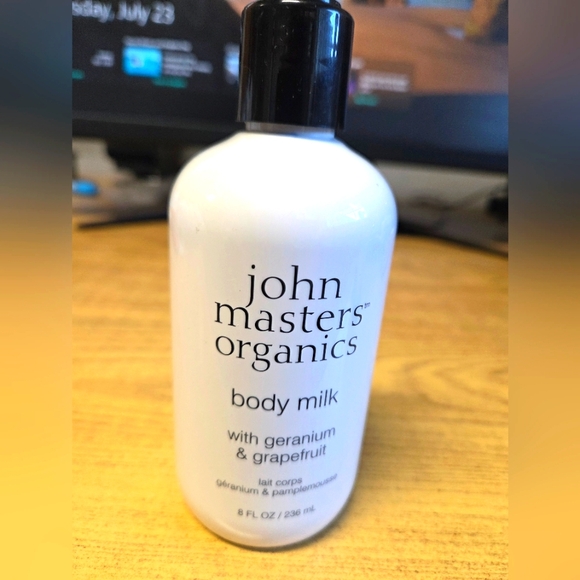 sday, July 23
john
masters™
organics
body milk
with geranium
& grapefruit
lait corps
géranium & pamplemousse
8 FL OZ / 236 mL